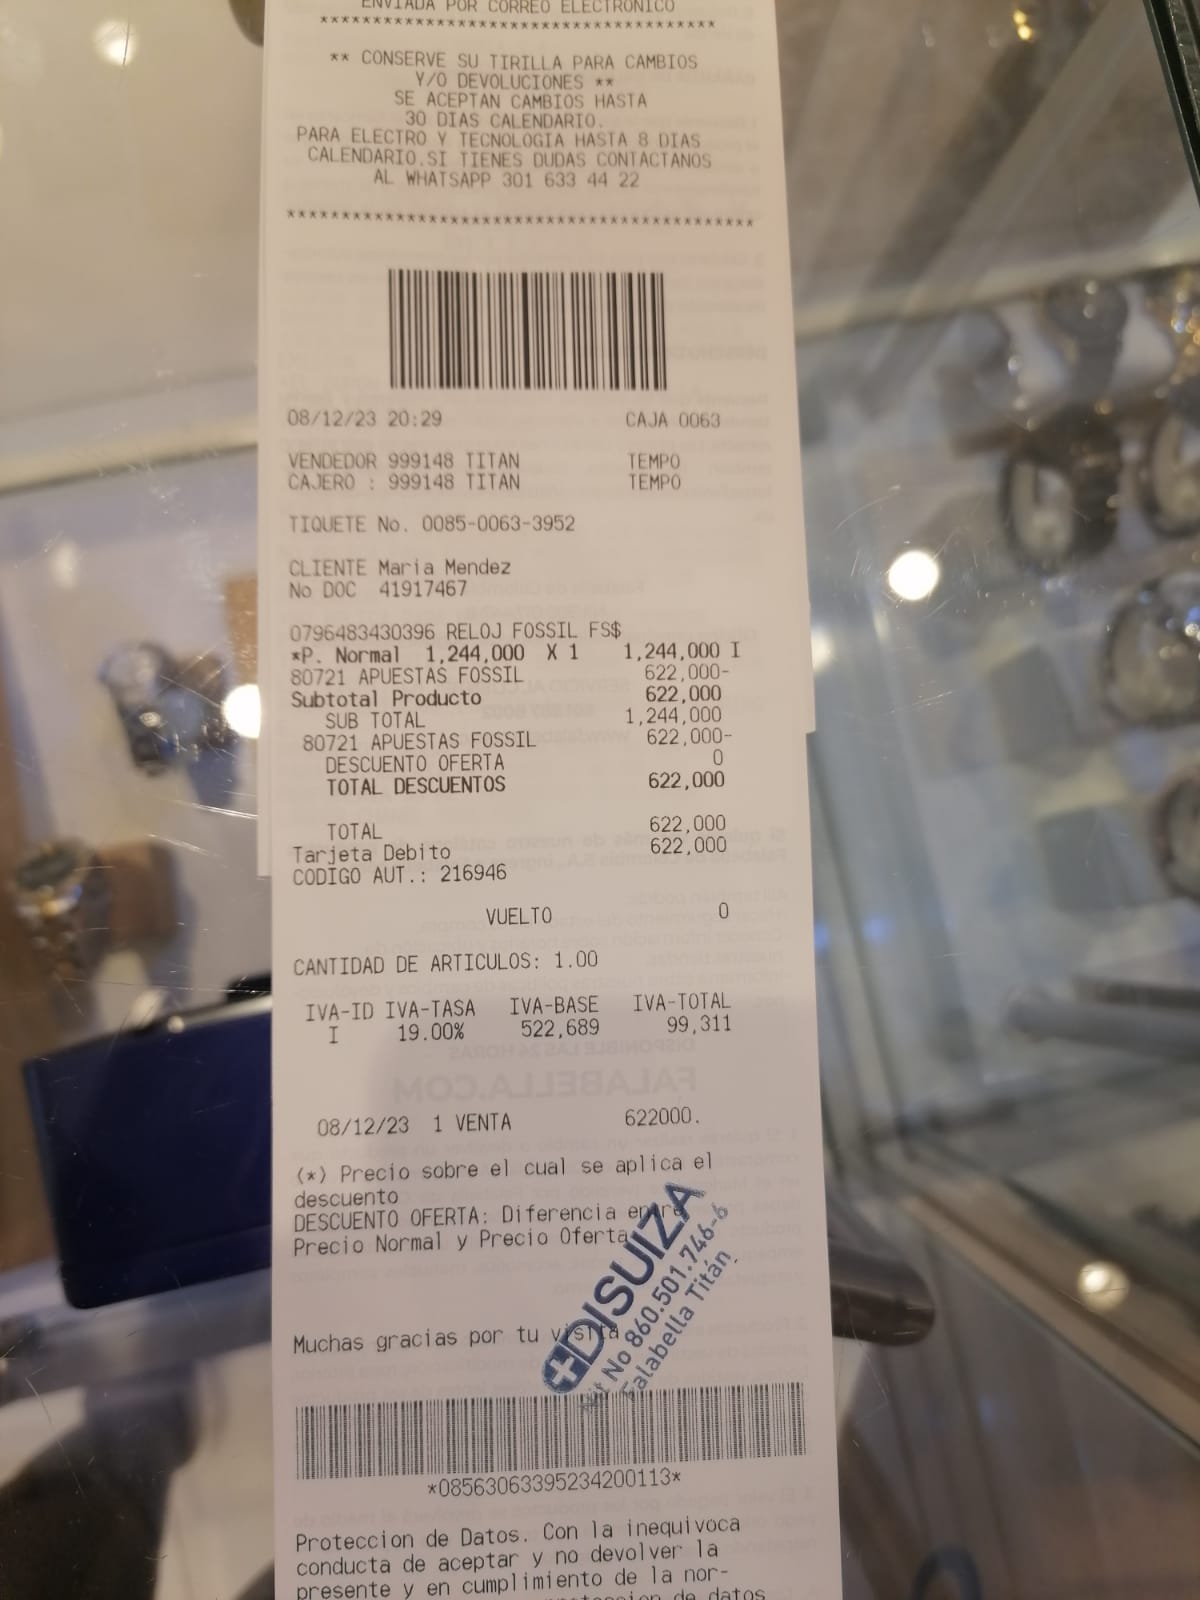 ENVIADA POR CORREO ELECTRONICO
***************************************
** CONSERVE SU TIRILLA PARA CAMBIOS
Y/O DEVOLUCIONES **
SE ACEPTAN CAMBIOS HASTA
30 DIAS CALENDARIO.
PARA ELECTRO Y TECNOLOGIA HASTA 8 DIAS
CALENDARIO.SI TIENES DUDAS CONTACTANOS
AL WHATSAPP 301 633 44 22
******************************************
08/12/23 20:29 CAJA 0063
VENDEDOR 999148 TITAN TEMPO
CAJERO : 999148 TITAN TEMPO
TIQUETE No. 0085-0063-3952
CLIENTE Maria Mendez
No DOC 41917467
0796483430396 RELOJ FOSSIL FS$
*P. Normal 1,244,000 X 1 1,244,000 I
80721 APUESTAS FOSSIL 622,000-
Subtotal Producto 622,000
SUB TOTAL 1,244,000
80721 APUESTAS FOSSIL 622,000-
DESCUENTO OFERTA 0
TOTAL DESCUENTOS 622,000
TOTAL 622,000
Tarjeta Debito 622,000
CODIGO AUT.: 216946
VUELTO 0
CANTIDAD DE ARTICULOS: 1.00
IVA-ID IVA-TASA IVA-BASE IVA-TOTAL
I 19.00% 522,689 99,311
08/12/23 1 VENTA 622000.
(*) Precio sobre el cual se aplica el
descuento
DESCUENTO OFERTA: Diferencia entre
Precio Normal y Precio Oferta
DISUIZA
Nit No 860.501.746-6
Falabella Titán
Muchas gracias por tu visita
*08563063395234200113*
Proteccion de Datos. Con la inequivoca
conducta de aceptar y no devolver la
presente y en cumplimiento de la nor-
proteccion de datos